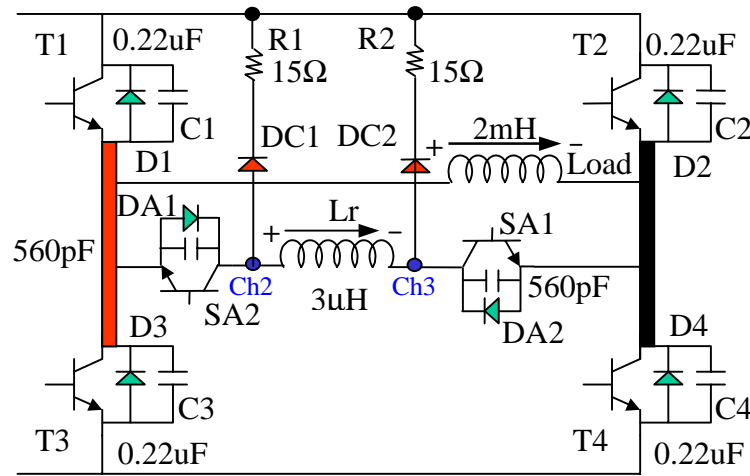 T1
0.22uF
R1
R2
T2
0.22uF
15Ω
15Ω
C1
DC1
DC2
+
2mH
-
C2
D1
Load
D2
DA1
+
Lr
-
SA1
560pF
Ch2
Ch3
560pF
SA2
3uH
DA2
D3
D4
C3
C4
T3
0.22uF
T4
0.22uF